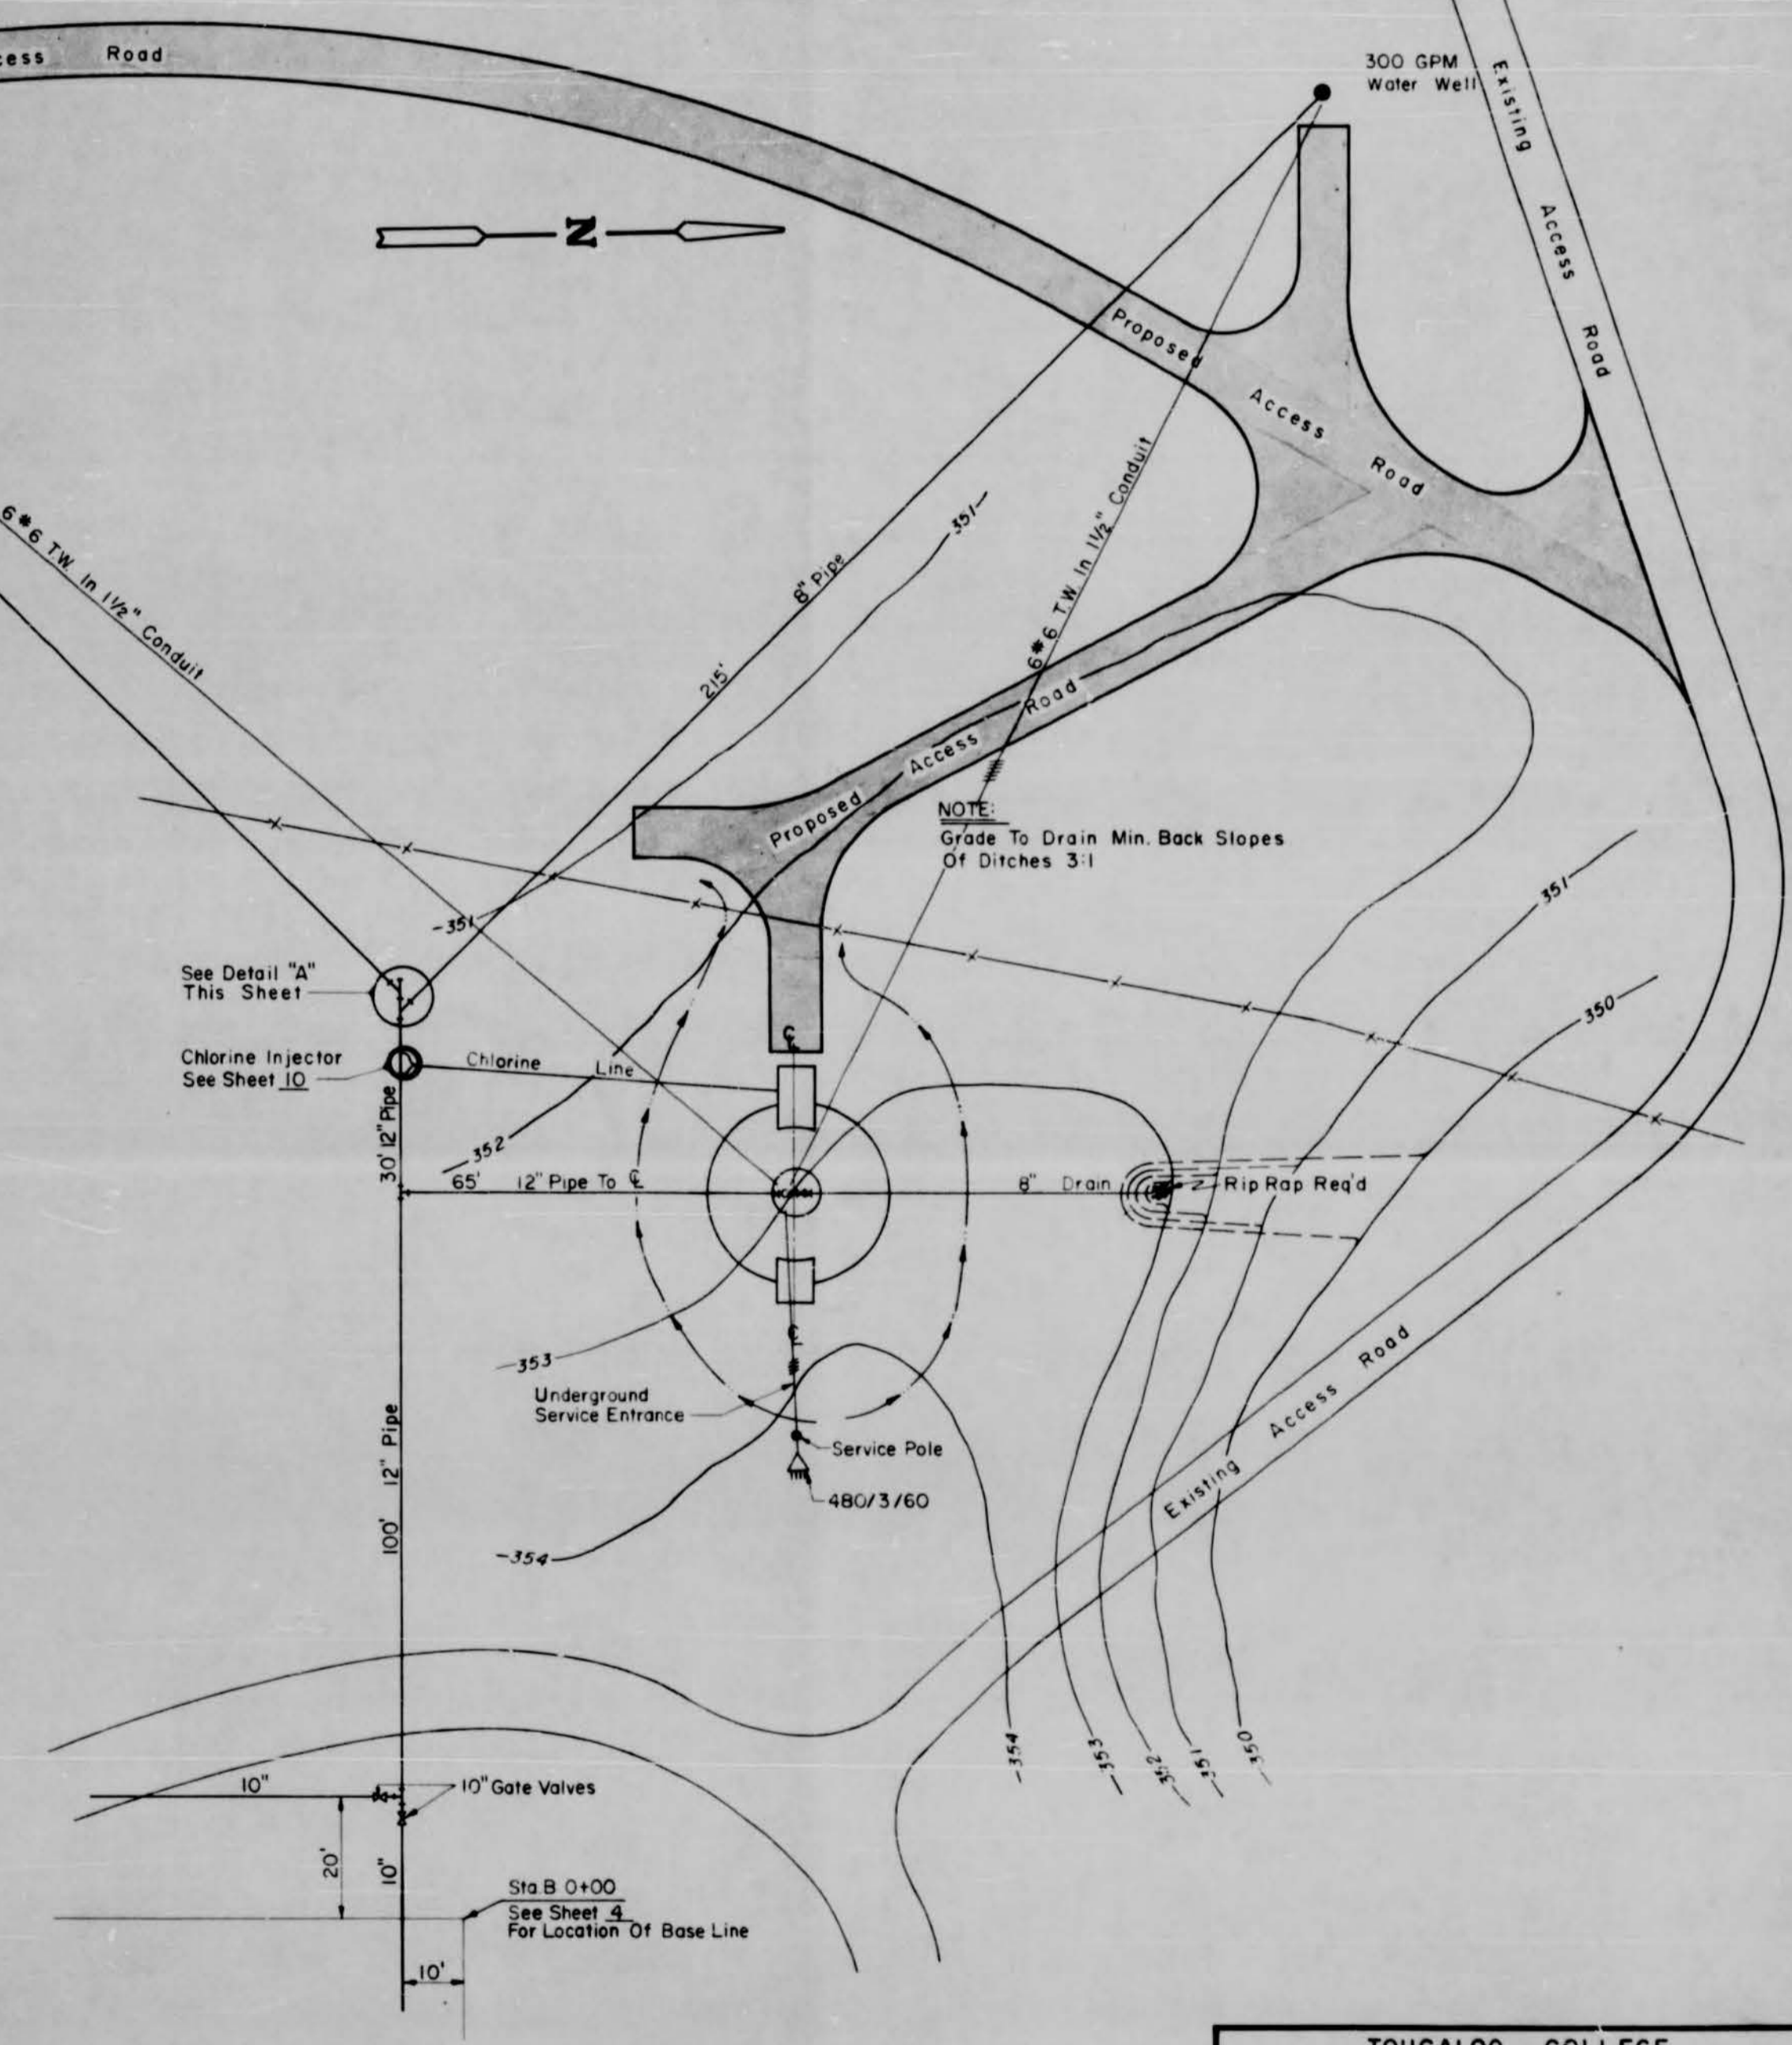 cess Road
300 GPM
Water Well
Existing Access Road
N
Proposed Access Road
6#6 T.W. In 1½" Conduit
351
8" Pipe
215'
6#6 T.W. In 1½" Conduit
Proposed Access Road
NOTE:
Grade To Drain Min. Back Slopes
Of Ditches 3:1
351
351
350
See Detail "A"
This Sheet
Chlorine Injector
See Sheet 10
Chlorine Line
℄
30' 12" Pipe
352
65' 12" Pipe To ℄
8" Drain
Rip Rap Req'd
353
℄
Underground
Service Entrance
Service Pole
480/3/60
100' 12" Pipe
354
Existing Access Road
354
353
352
351
350
10"
10" Gate Valves
20'
10"
Sta.B 0+00
See Sheet 4
For Location Of Base Line
10'
TOUGALOO COLLEGE